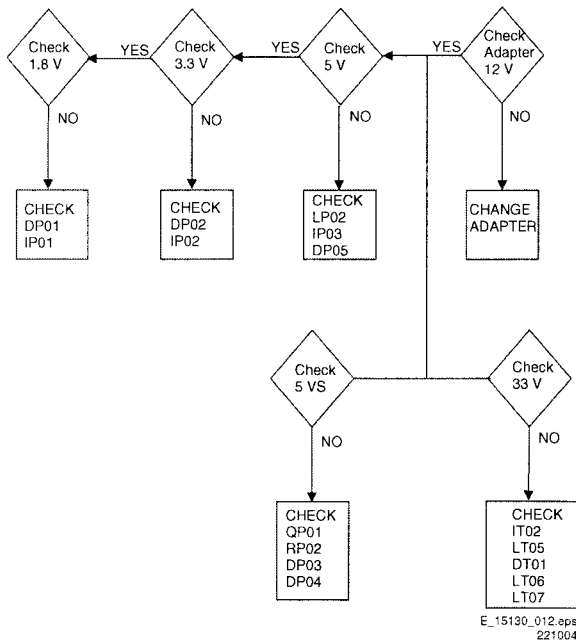 Check
1.8 V
YES
Check
3.3 V
YES
Check
5 V
YES
Check
Adapter
12 V
NO
NO
NO
NO
CHECK
DP01
IP01
CHECK
DP02
IP02
CHECK
LP02
IP03
DP05
CHANGE
ADAPTER
Check
5 VS
Check
33 V
NO
NO
CHECK
QP01
RP02
DP03
DP04
CHECK
IT02
LT05
DT01
LT06
LT07
E_15130_012.eps
221004